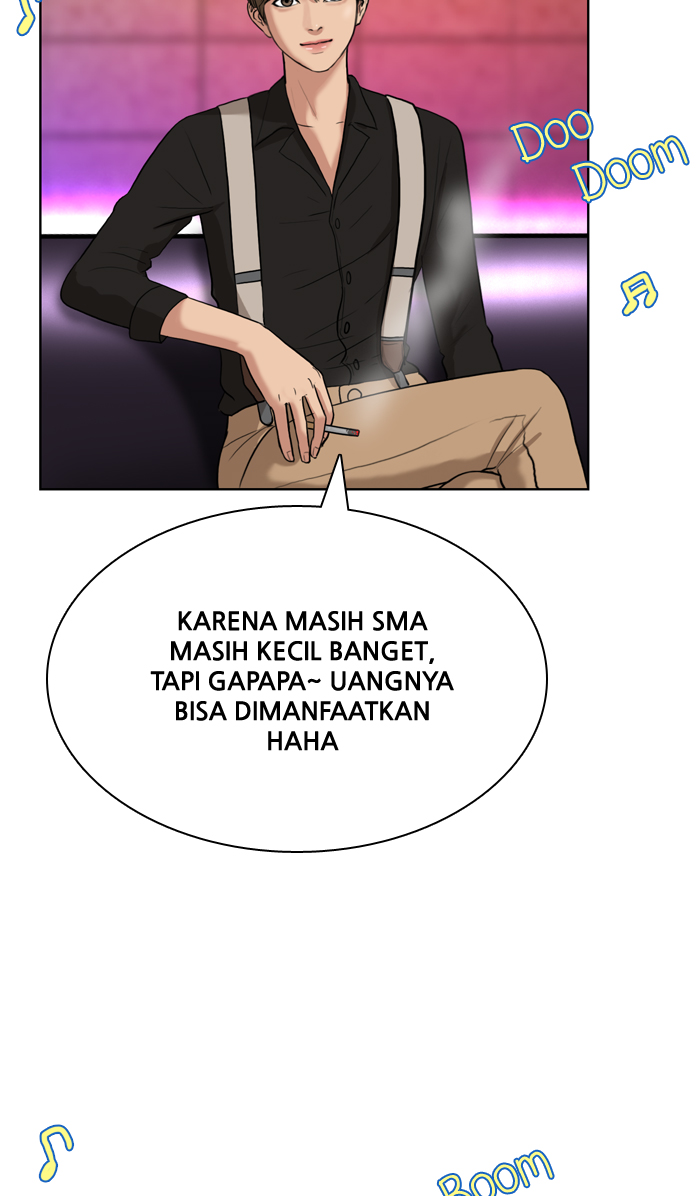 Doo
Doom
KARENA MASIH SMA
MASIH KECIL BANGET,
TAPI GAPAPA~ UANGNYA
BISA DIMANFAATKAN
HAHA
Boom